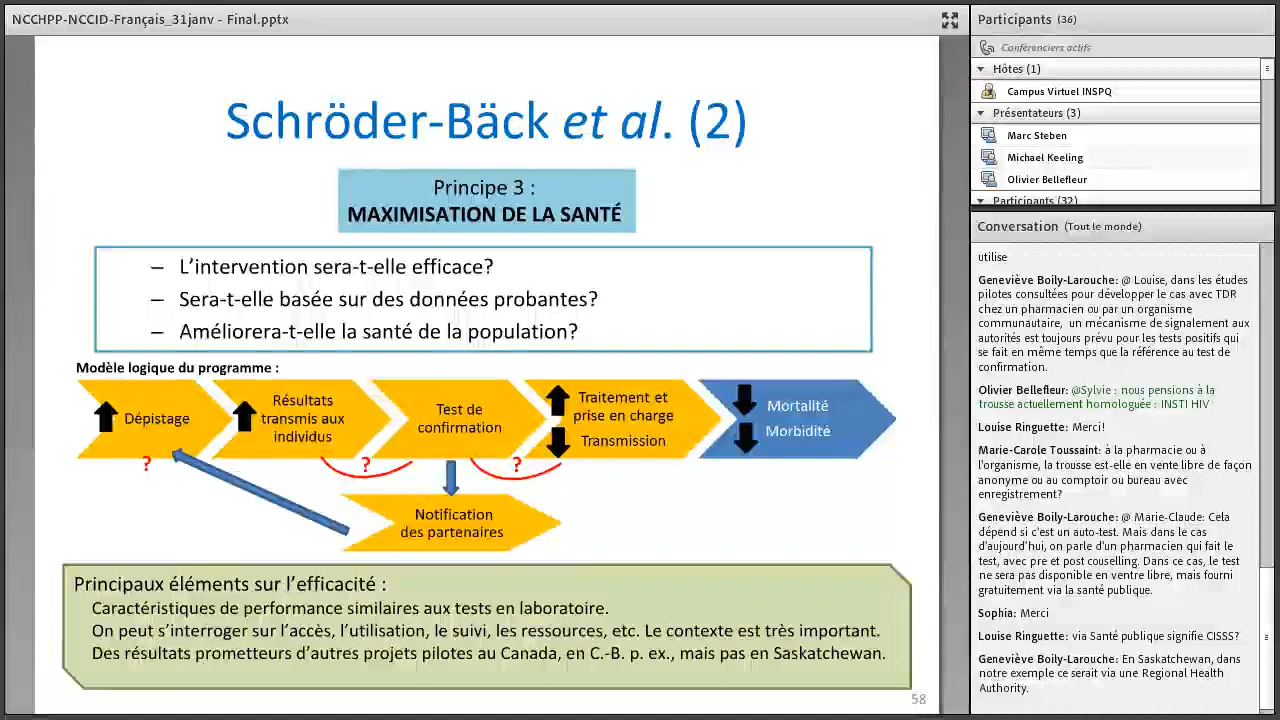 NCCHPP-NCCID-Français_31janv - Final.pptx
Schröder-Bäck et al. (2)
Principe 3 :
MAXIMISATION DE LA SANTÉ
– L'intervention sera-t-elle efficace?
– Sera-t-elle basée sur des données probantes?
– Améliorera-t-elle la santé de la population?
Modèle logique du programme :
Dépistage
Résultats
transmis aux
individus
Test de
confirmation
Traitement et
prise en charge
Transmission
Mortalité
Morbidité
?
?
?
Notification
des partenaires
Principaux éléments sur l'efficacité :
Caractéristiques de performance similaires aux tests en laboratoire.
On peut s'interroger sur l'accès, l'utilisation, le suivi, les ressources, etc. Le contexte est très important.
Des résultats prometteurs d'autres projets pilotes au Canada, en C.-B. p. ex., mais pas en Saskatchewan.
58
Participants (36)
Conférenciers actifs
Hôtes (1)
Campus Virtuel INSPQ
Présentateurs (3)
Marc Steben
Michael Keeling
Olivier Bellefleur
Participants (32)
Conversation (Tout le monde)
utilise
Geneviève Boily-Larouche: @ Louise, dans les études
pilotes consultées pour développer le cas avec TDR
chez un pharmacien ou par un organisme
communautaire, un mécanisme de signalement aux
autorités est toujours prévu pour les tests positifs qui
se fait en même temps que la référence au test de
confirmation.
Olivier Bellefleur: @Sylvie : nous pensions à la
trousse actuellement homologuée : INSTI HIV
Louise Ringuette: Merci!
Marie-Carole Toussaint: à la pharmacie ou à
l'organisme, la trousse est-elle en vente libre de façon
anonyme ou au comptoir ou bureau avec
enregistrement?
Geneviève Boily-Larouche: @ Marie-Claude: Cela
dépend si c'est un auto-test. Mais dans le cas
d'aujourd'hui, on parle d'un pharmacien qui fait le
test, avec pre et post couselling. Dans ce cas, le test
ne sera pas disponible en ventre libre, mais fourni
gratuitement via la santé publique.
Sophia: Merci
Louise Ringuette: via Santé publique signifie CISSS?
Geneviève Boily-Larouche: En Saskatchewan, dans
notre exemple ce serait via une Regional Health
Authority.